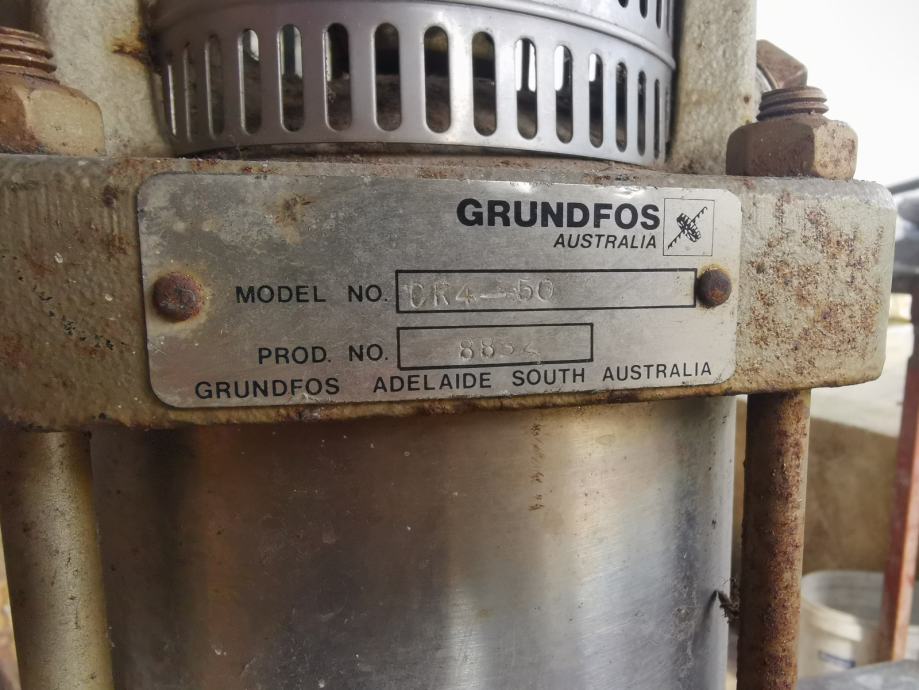 GRUNDFOS
AUSTRALIA
MODEL NO. CR4-50
PROD. NO.
GRUNDFOS ADELAIDE SOUTH AUSTRALIA